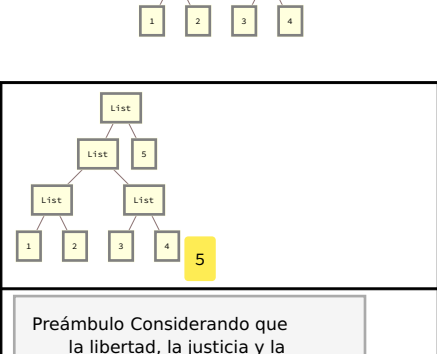 1 2 3 4
List
List 5
List List
1 2 3 4
5
Preámbulo Considerando que
la libertad, la justicia y la